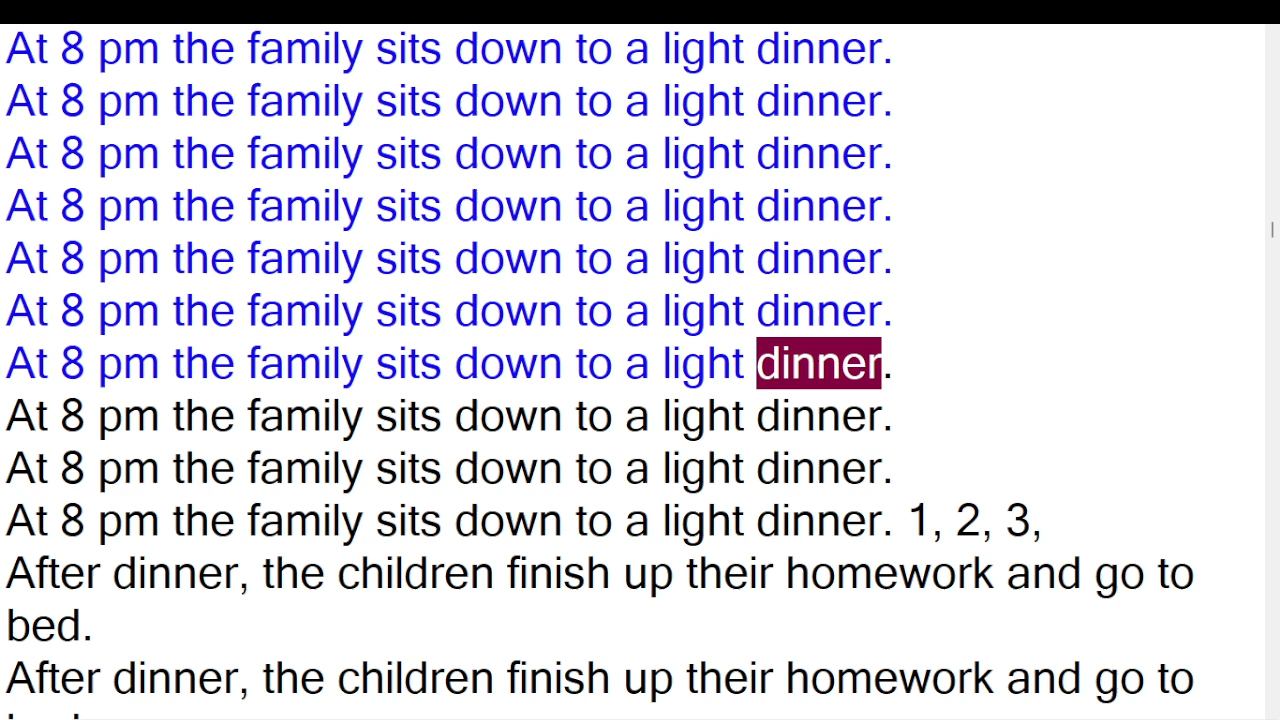 At 8 pm the family sits down to a light dinner.
At 8 pm the family sits down to a light dinner.
At 8 pm the family sits down to a light dinner.
At 8 pm the family sits down to a light dinner.
At 8 pm the family sits down to a light dinner.
At 8 pm the family sits down to a light dinner.
At 8 pm the family sits down to a light dinner.
At 8 pm the family sits down to a light dinner.
At 8 pm the family sits down to a light dinner.
At 8 pm the family sits down to a light dinner. 1, 2, 3,
After dinner, the children finish up their homework and go to
bed.
After dinner, the children finish up their homework and go to